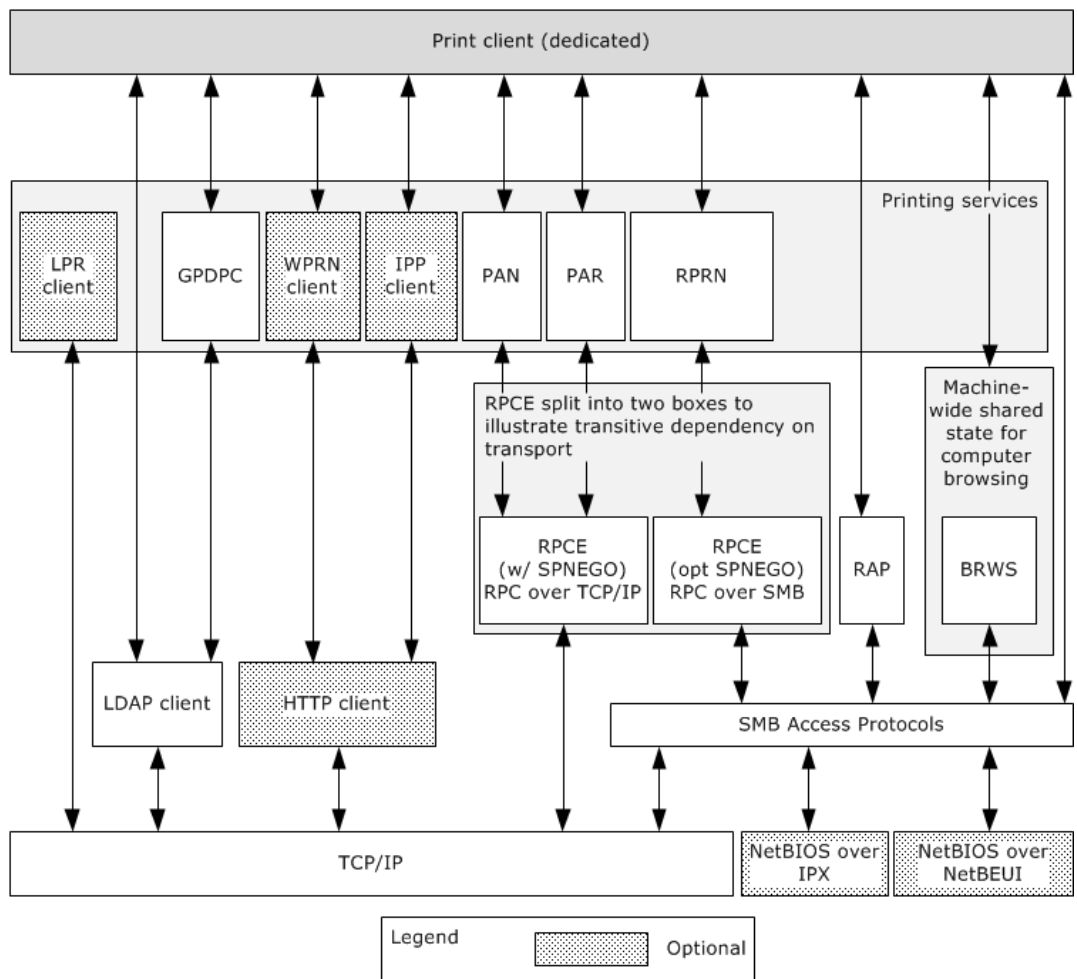 Print client (dedicated)
Printing services
LPR
client
GPDPC
WPRN
client
IPP
client
PAN
PAR
RPRN
RPCE split into two boxes to
illustrate transitive dependency on
transport
Machine-
wide shared
state for
computer
browsing
RPCE
(w/ SPNEGO)
RPC over TCP/IP
RPCE
(opt SPNEGO)
RPC over SMB
RAP
BRWS
LDAP client
HTTP client
SMB Access Protocols
TCP/IP
NetBIOS over
IPX
NetBIOS over
NetBEUI
Legend
Optional